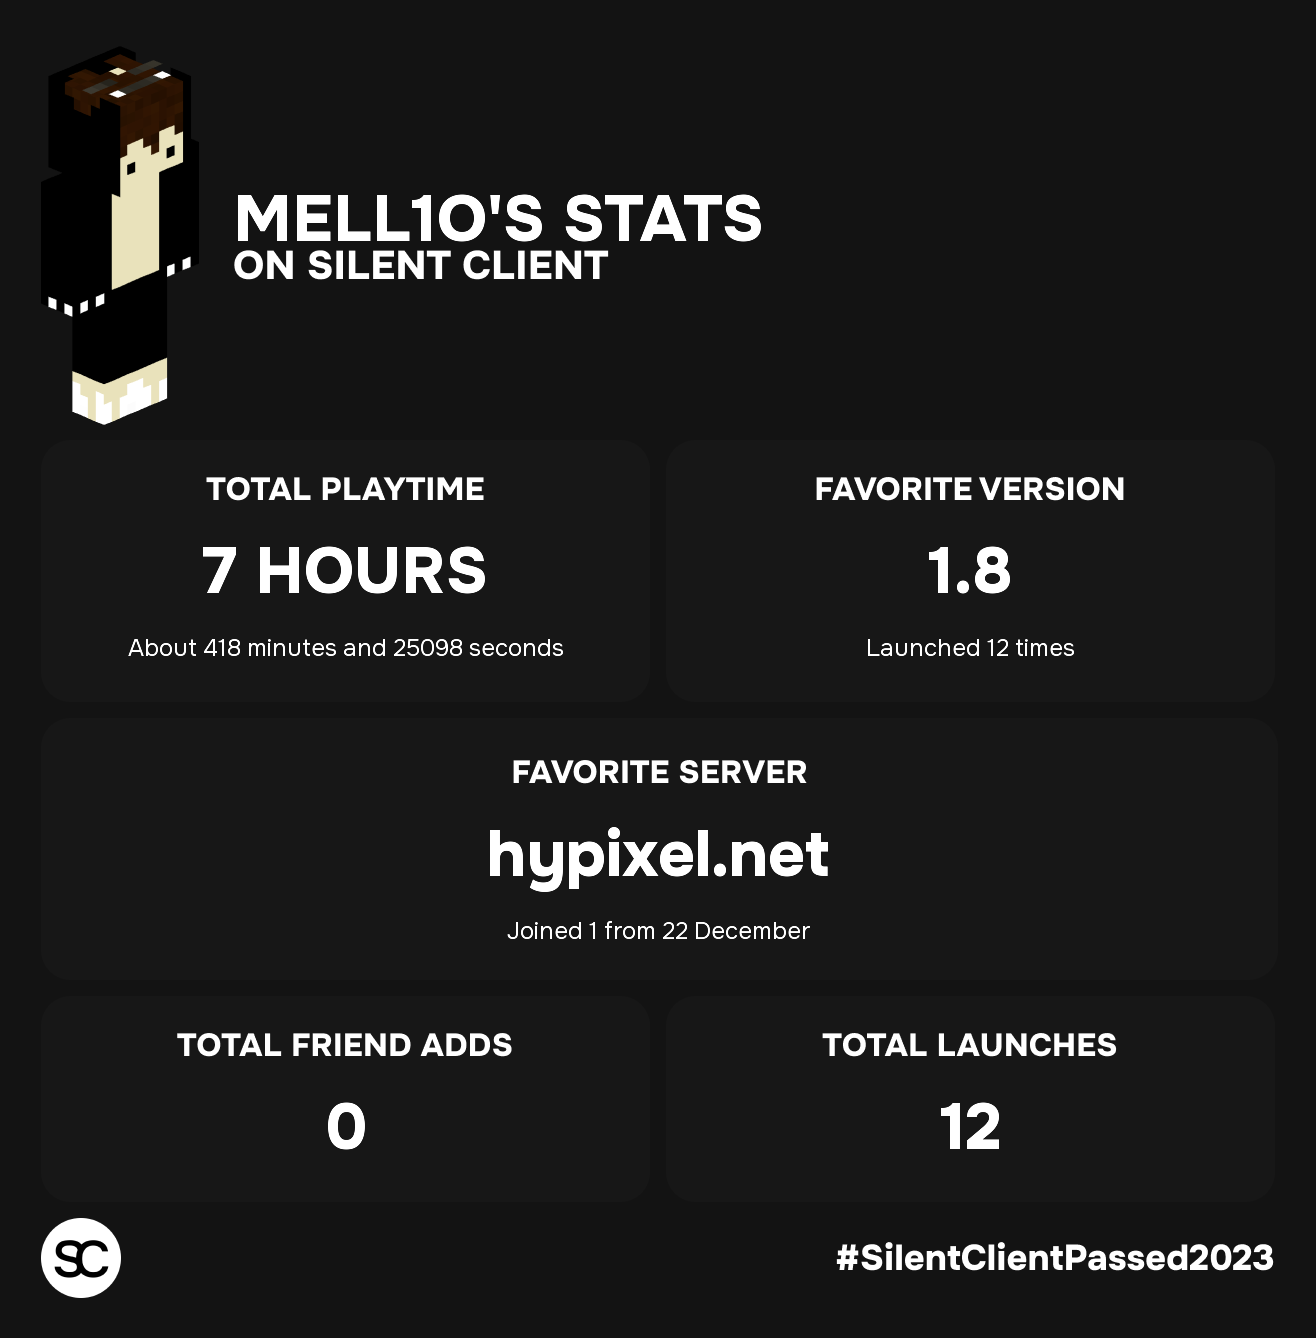 MELL1O'S STATS
ON SILENT CLIENT
TOTAL PLAYTIME
7 HOURS
About 418 minutes and 25098 seconds
FAVORITE VERSION
1.8
Launched 12 times
FAVORITE SERVER
hypixel.net
Joined 1 from 22 December
TOTAL FRIEND ADDS
0
TOTAL LAUNCHES
12
SC
#SilentClientPassed2023